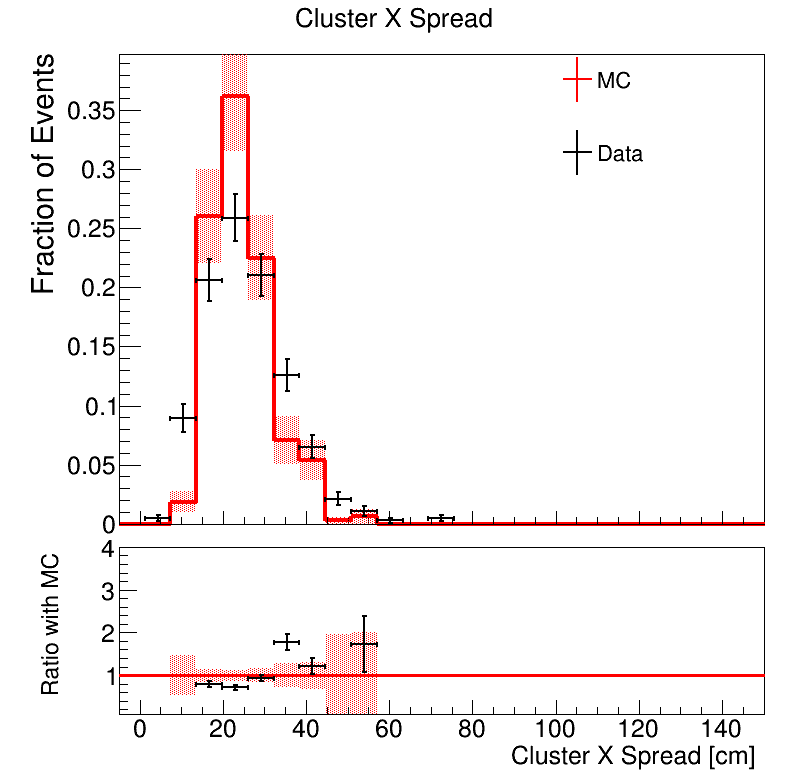 Cluster X Spread
Fraction of Events
0.35
0.3
0.25
0.2
0.15
0.1
0.05
0
MC
Data
Ratio with MC
4
3
2
1
0 20 40 60 80 100 120 140
Cluster X Spread [cm]